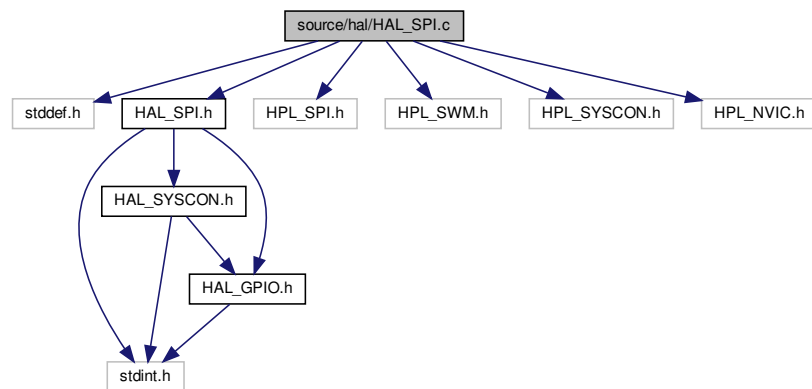 source/hal/HAL_SPI.c
stddef.h
HAL_SPI.h
HPL_SPI.h
HPL_SWM.h
HPL_SYSCON.h
HPL_NVIC.h
HAL_SYSCON.h
HAL_GPIO.h
stdint.h